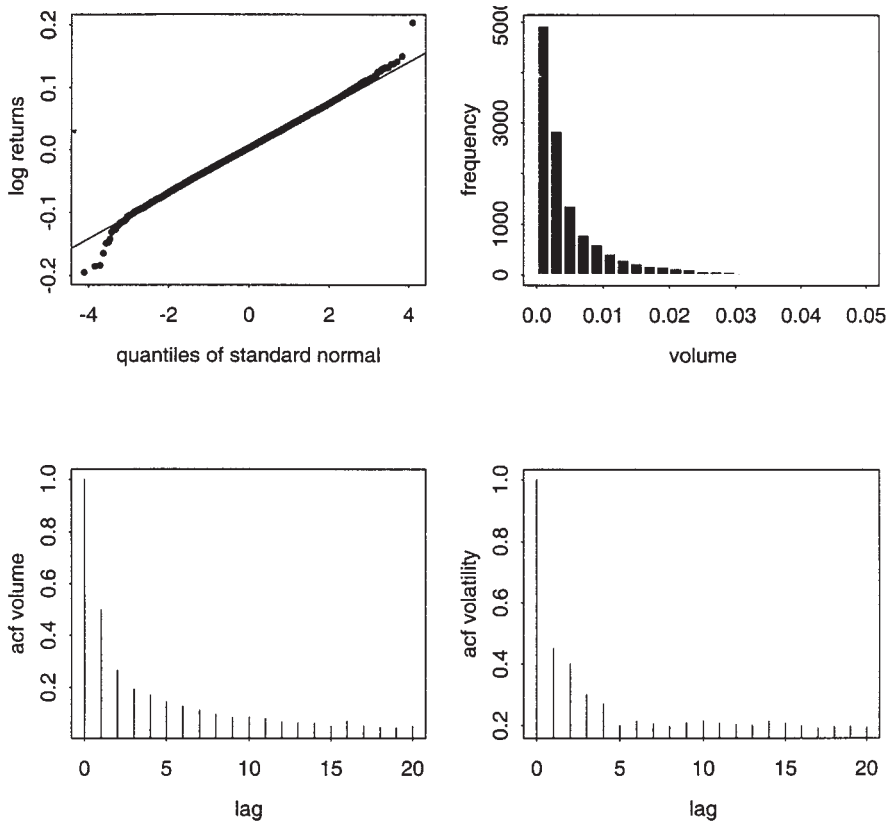 log returns
0.2
0.1
0.0
-0.1
-0.2
-4 -2 0 2 4
quantiles of standard normal
frequency
5000
3000
1000
0
0.0 0.01 0.02 0.03 0.04 0.05
volume
acf volume
1.0
0.8
0.6
0.4
0.2
0 5 10 15 20
lag
acf volatility
1.0
0.8
0.6
0.4
0.2
0 5 10 15 20
lag